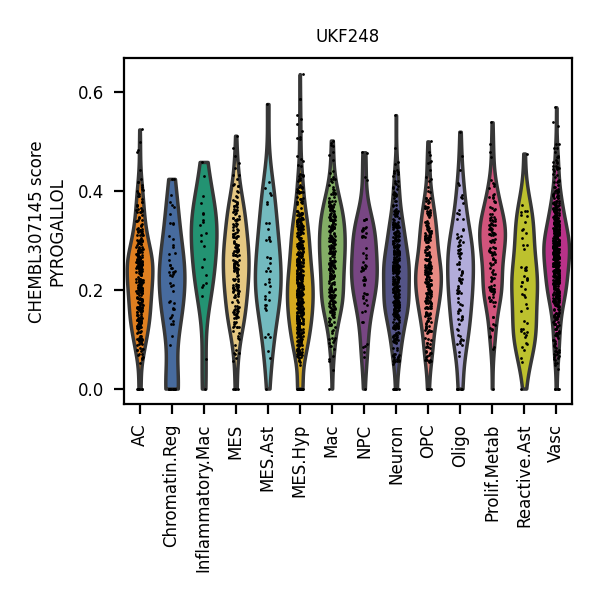 UKF248
CHEMBL307145 score
PYROGALLOL
0.6
0.4
0.2
0.0
AC
Chromatin.Reg
Inflammatory.Mac
MES
MES.Ast
MES.Hyp
Mac
NPC
Neuron
OPC
Oligo
Prolif.Metab
Reactive.Ast
Vasc